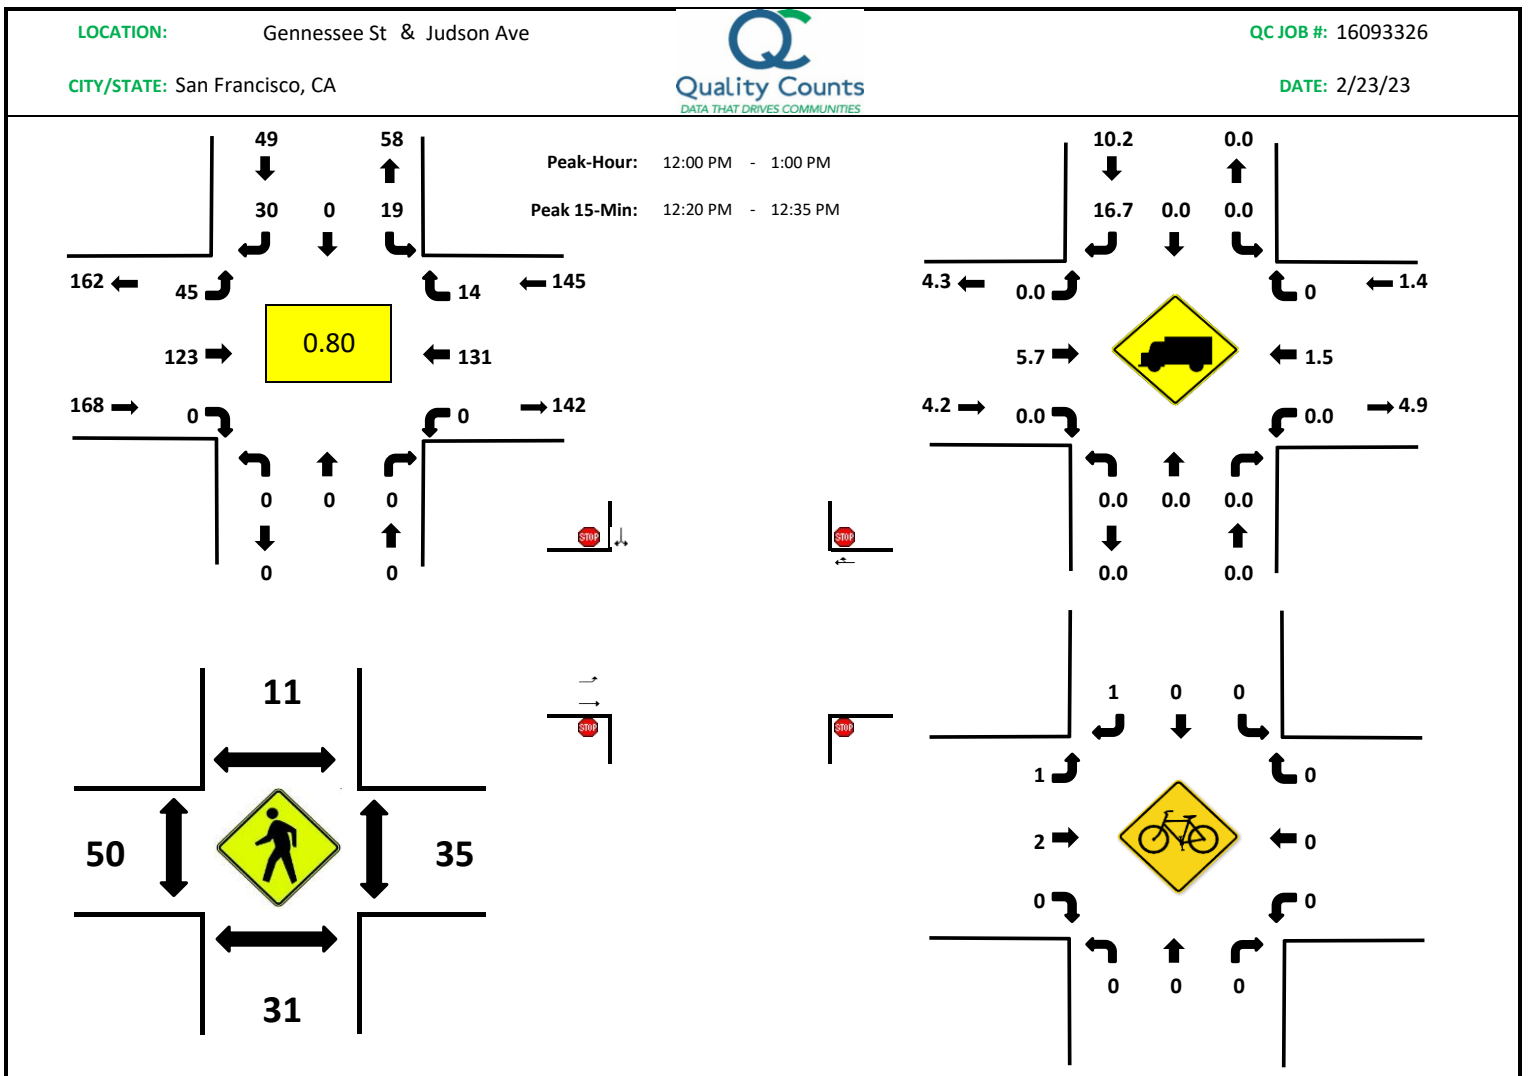 LOCATION: Gennessee St & Judson Ave
QC JOB #: 16093326
CITY/STATE: San Francisco, CA
DATE: 2/23/23
Quality Counts
DATA THAT DRIVES COMMUNITIES
Peak-Hour: 12:00 PM - 1:00 PM
Peak 15-Min: 12:20 PM - 12:35 PM
49 58
30 0 19
162 45 14 145
0.80
123 131
168 0 0 142
0 0 0
0 0
10.2 0.0
16.7 0.0 0.0
4.3 0.0 0 1.4
5.7 1.5
4.2 0.0 0.0 4.9
0.0 0.0 0.0
0.0 0.0
STOP STOP
STOP STOP
11
50 35
31
1 0 0
1 0
2 0
0 0
0 0 0